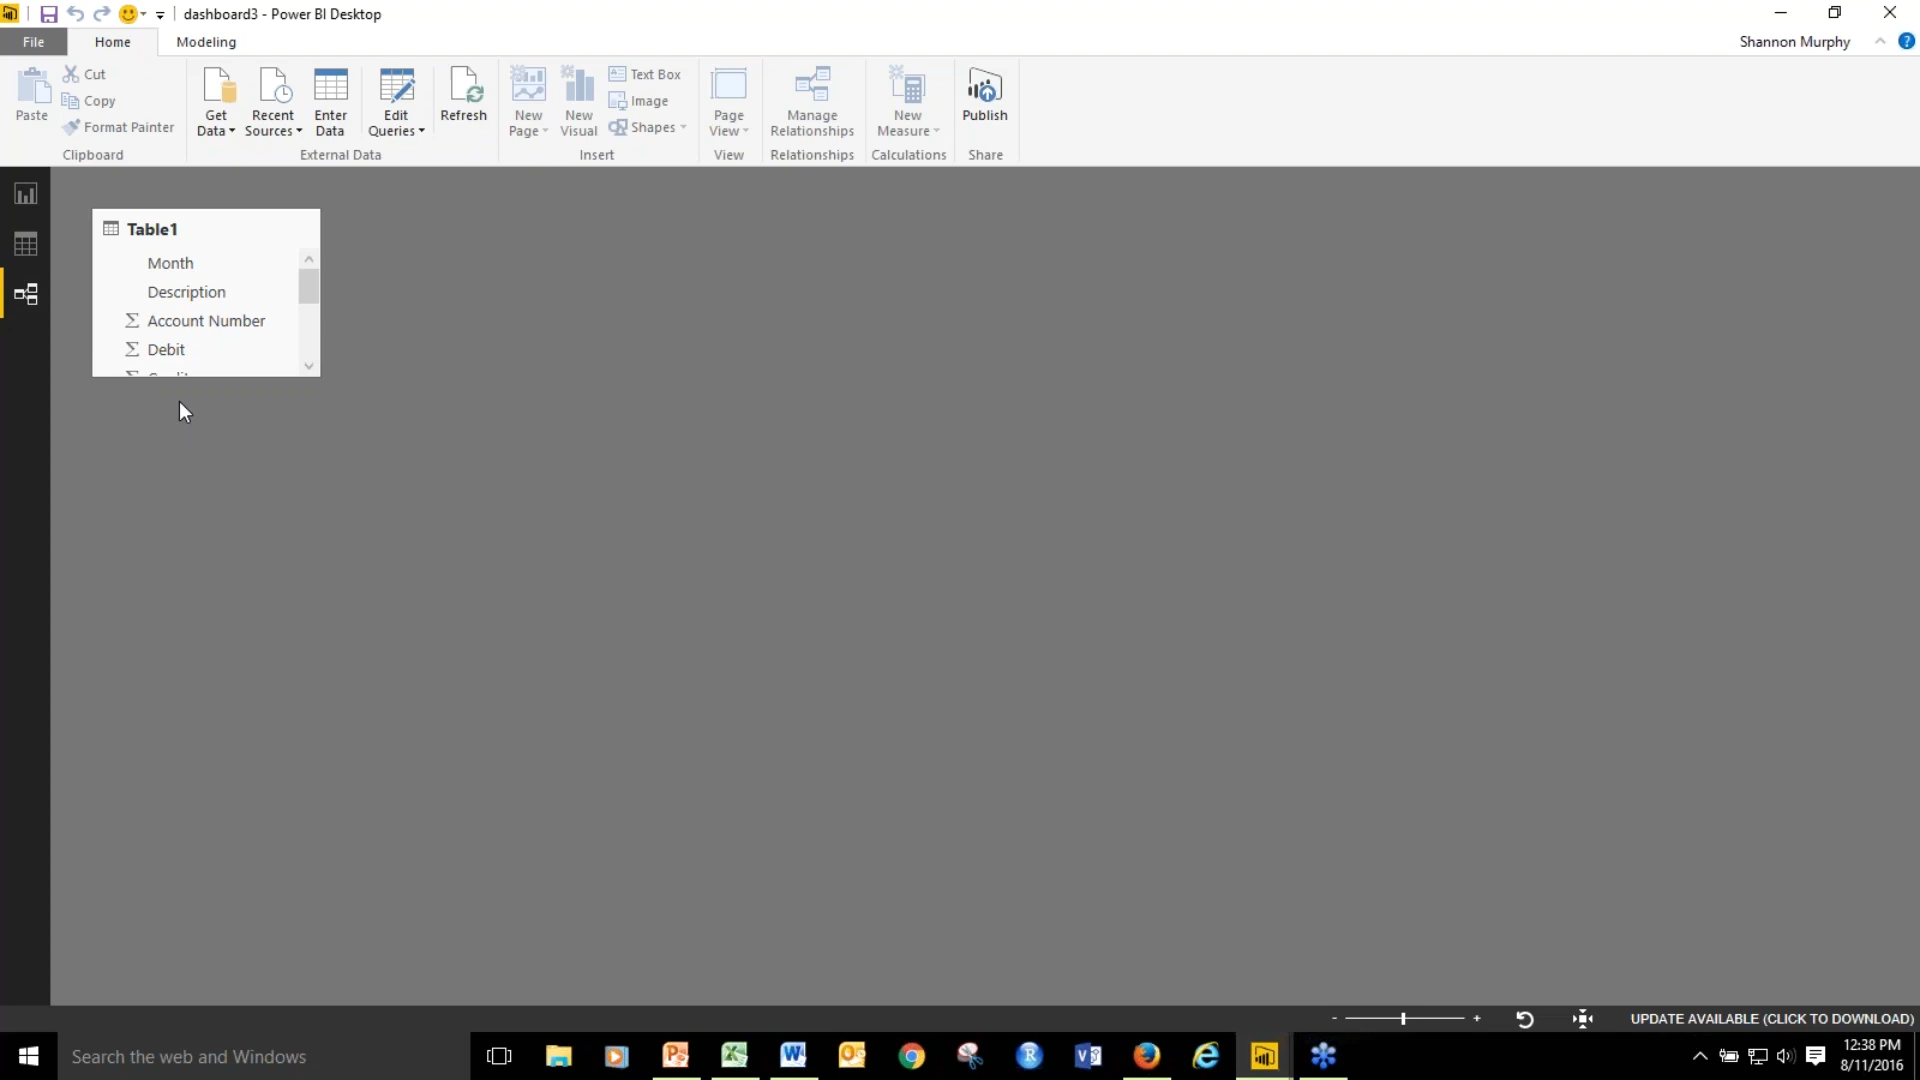 dashboard3 - Power BI Desktop
File
Home
Modeling
Shannon Murphy
Paste
Cut
Copy
Format Painter
Clipboard
Get
Data
Recent
Sources
Enter
Data
Edit
Queries
Refresh
External Data
New
Page
New
Visual
Text Box
Image
Shapes
Insert
Page
View
View
Manage
Relationships
Relationships
New
Measure
Calculations
Publish
Share
Table1
Month
Description
Account Number
Debit
UPDATE AVAILABLE (CLICK TO DOWNLOAD)
Search the web and Windows
12:38 PM
8/11/2016